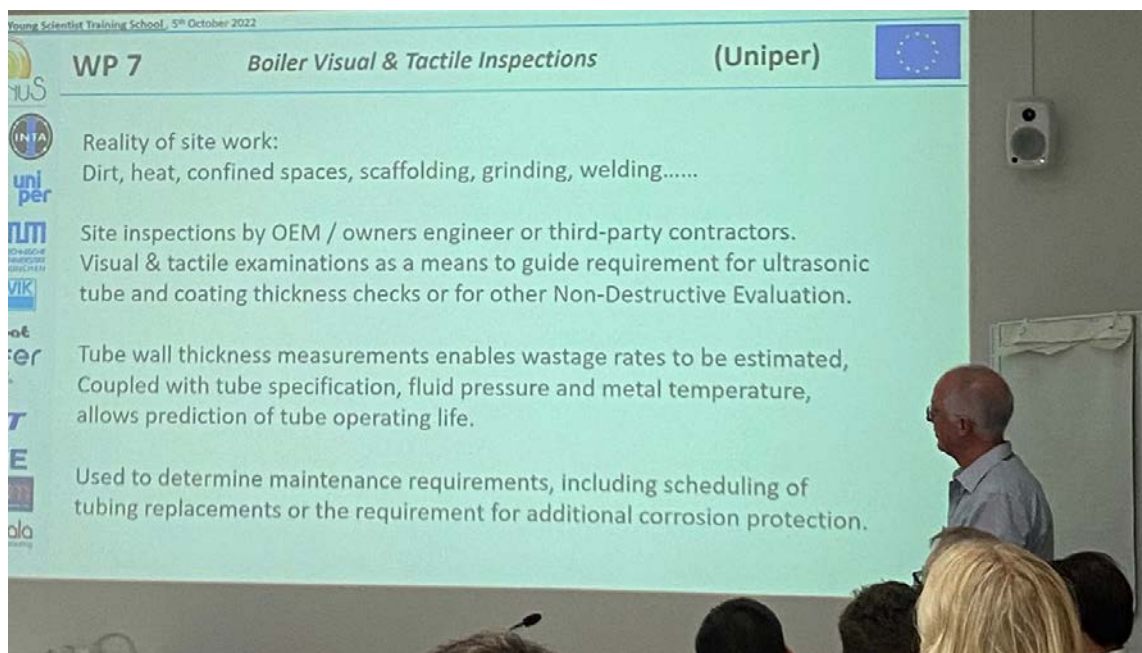 Young Scientist Training School, 5th October 2022
WP 7
Boiler Visual & Tactile Inspections
(Uniper)
INTA
uni
per
VIK
Reality of site work:
Dirt, heat, confined spaces, scaffolding, grinding, welding......
Site inspections by OEM / owners engineer or third-party contractors.
Visual & tactile examinations as a means to guide requirement for ultrasonic
tube and coating thickness checks or for other Non-Destructive Evaluation.
Tube wall thickness measurements enables wastage rates to be estimated,
Coupled with tube specification, fluid pressure and metal temperature,
allows prediction of tube operating life.
Used to determine maintenance requirements, including scheduling of
tubing replacements or the requirement for additional corrosion protection.